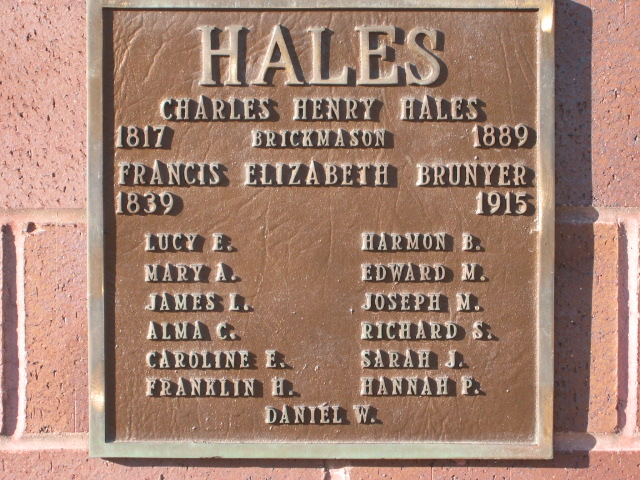 HALES
CHARLES HENRY HALES
1817 BRICKMASON 1889
FRANCIS ELIZABETH BRUNYER
1839 1915
LUCY E. HARMON B.
MARY A. EDWARD M.
JAMES L. JOSEPH M.
ALMA C. RICHARD S.
CAROLINE E. SARAH J.
FRANKLIN H. HANNAH P.
DANIEL W.